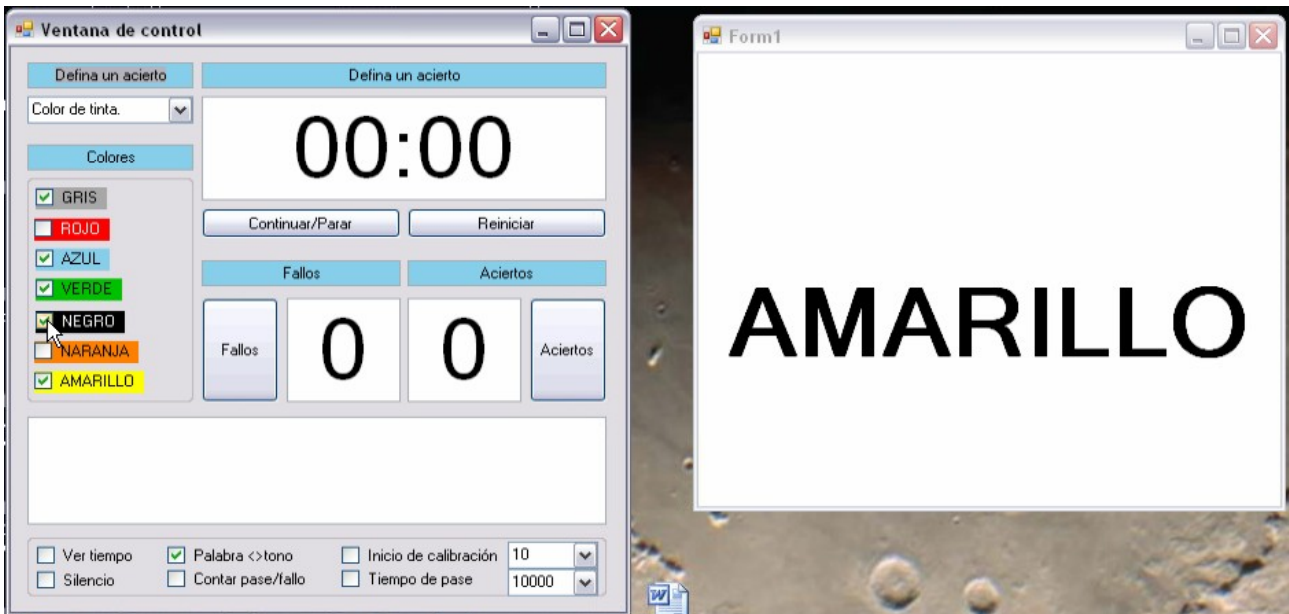 Ventana de control
Defina un acierto
Defina un acierto
Color de tinta.
00:00
Colores
GRIS
ROJO
AZUL
VERDE
NEGRO
NARANJA
AMARILLO
Continuar/Parar
Reiniciar
Fallos
Aciertos
Fallos
0
0
Aciertos
Ver tiempo
Palabra <>tono
Inicio de calibración
10
Silencio
Contar pase/fallo
Tiempo de pase
10000
Form1
AMARILLO
W